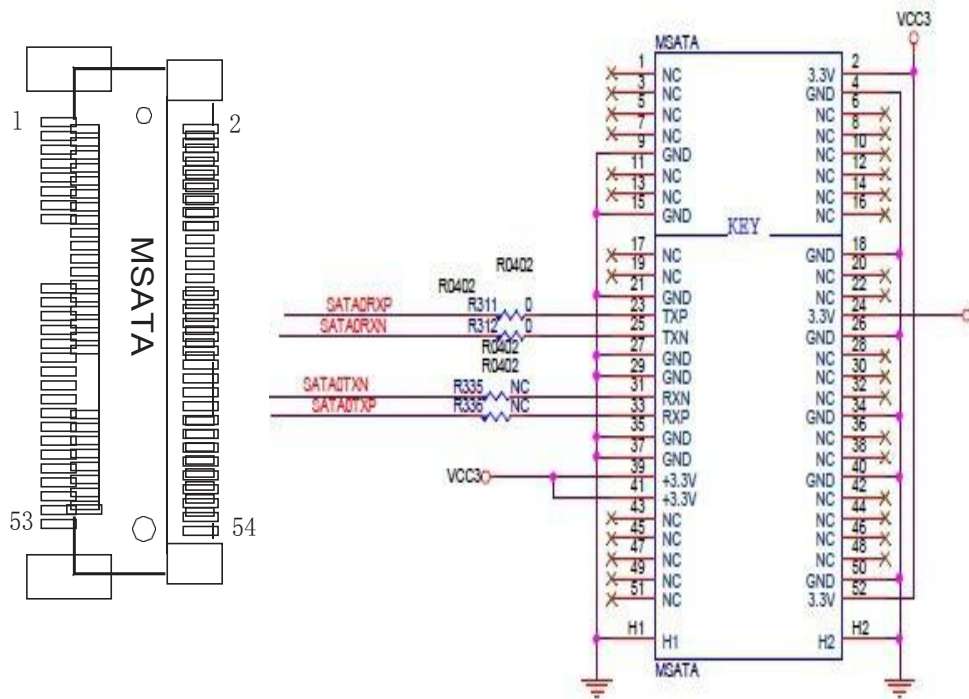 1
2
MSATA
53
54
VCC3
MSATA
1 NC 3.3V 2
3 NC GND 4
5 NC NC 6
7 NC NC 8
9 GND NC 10
11 NC NC 12
13 NC NC 14
15 GND NC 16
KEY
17 NC GND 18
19 NC NC 20
21 GND NC 22
R0402
R0402
SATA0RXP R311 0 23 TXP 3.3V 24
SATA0RXN R312 0 25 TXN GND 26
R0402
27 GND NC 28
R0402
29 GND NC 30
SATA0TXN R335 NC 31 RXN NC 32
SATA0TXP R336 NC 33 RXP GND 34
35 GND NC 36
37 GND NC 38
VCC3 39 +3.3V GND 40
41 +3.3V NC 42
43 NC NC 44
45 NC NC 46
47 NC NC 48
49 NC GND 50
51 NC 3.3V 52
H1 H1 H2 H2
MSATA